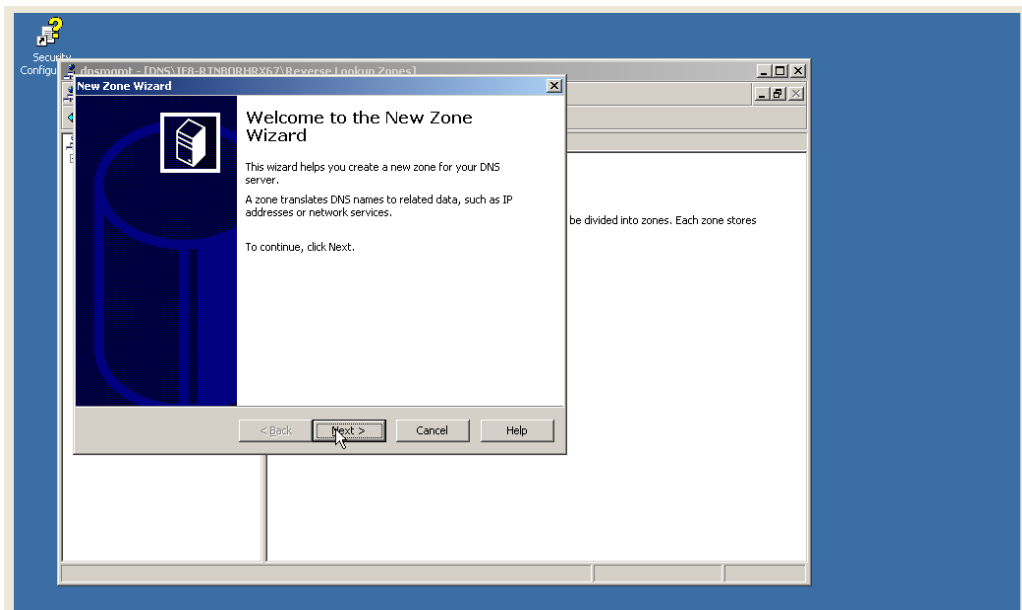 Security
Configu
dnsmgmt - [DNS\IF8-RTNB0RHRX67\Reverse Lookup Zones]
New Zone Wizard
Welcome to the New Zone
Wizard
This wizard helps you create a new zone for your DNS
server.
A zone translates DNS names to related data, such as IP
addresses or network services.
be divided into zones. Each zone stores
To continue, click Next.
< Back
Next >
Cancel
Help